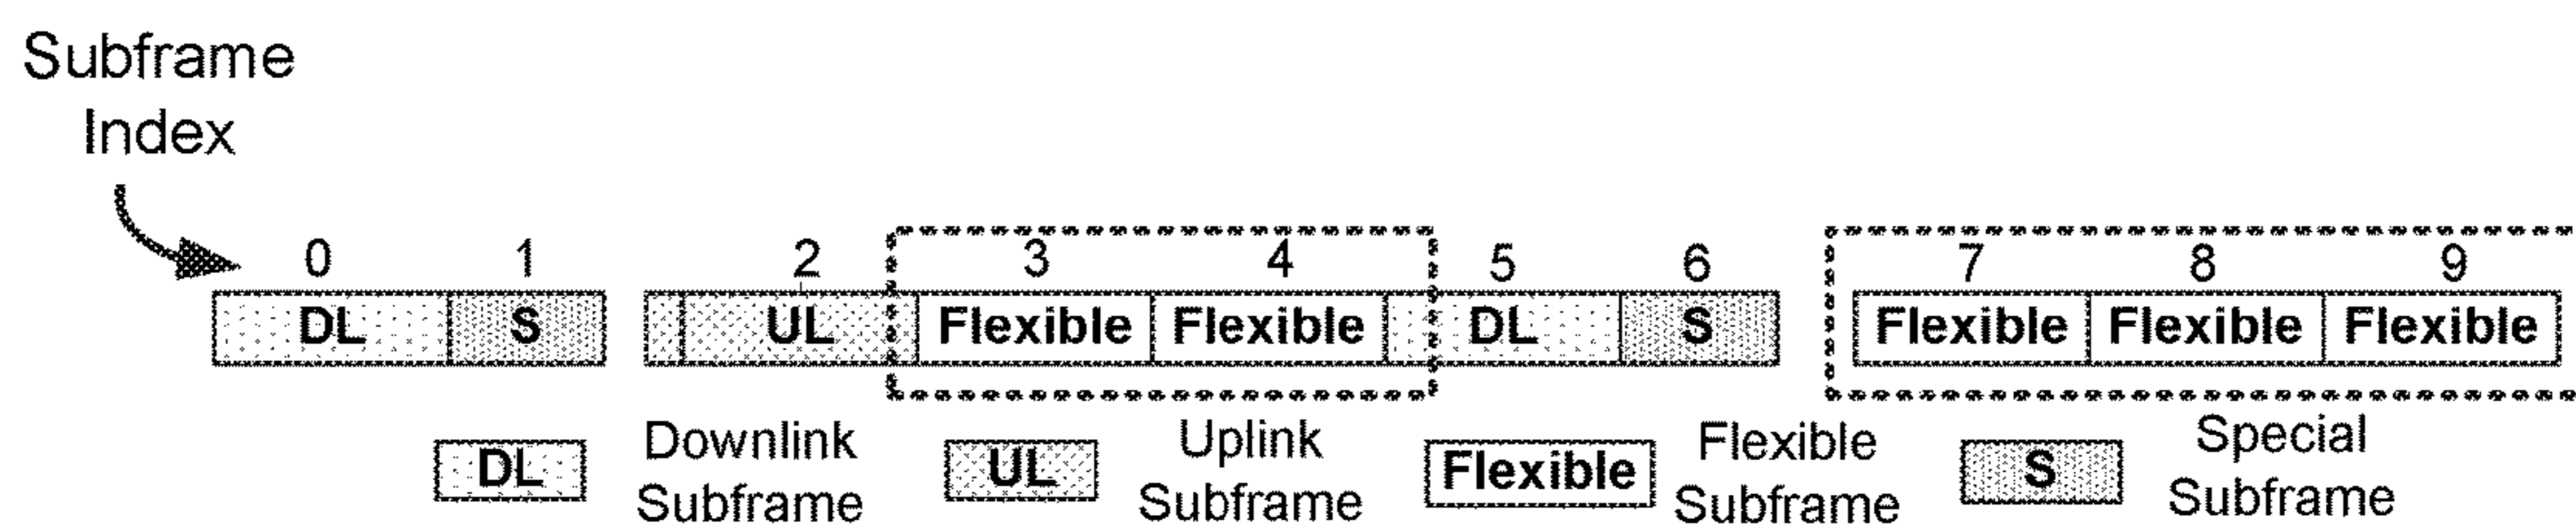 Subframe
Index
0 1 2 3 4 5 6 7 8 9
DL S UL Flexible Flexible DL S Flexible Flexible Flexible
DL Downlink Subframe
UL Uplink Subframe
Flexible Flexible Subframe
S Special Subframe